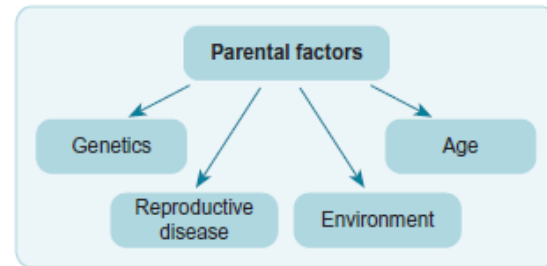 Parental factors
Genetics
Age
Reproductive
disease
Environment